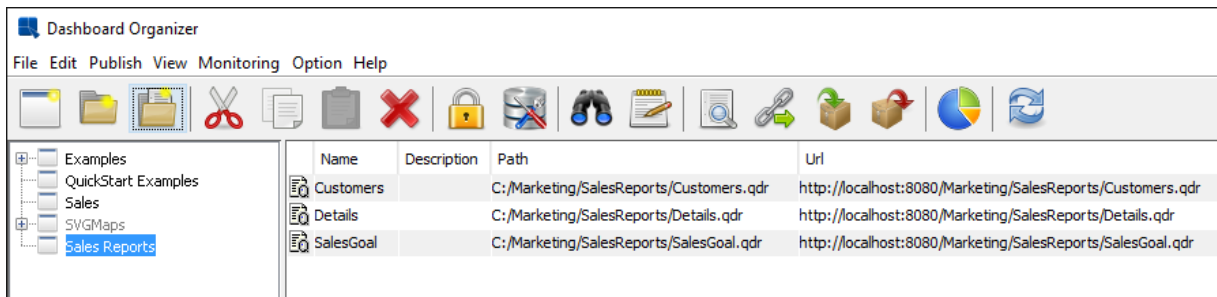 Dashboard Organizer
File Edit Publish View Monitoring Option Help
Examples
QuickStart Examples
Sales
SVGMaps
Sales Reports
Name Description Path Url
Customers C:/Marketing/SalesReports/Customers.qdr http://localhost:8080/Marketing/SalesReports/Customers.qdr
Details C:/Marketing/SalesReports/Details.qdr http://localhost:8080/Marketing/SalesReports/Details.qdr
SalesGoal C:/Marketing/SalesReports/SalesGoal.qdr http://localhost:8080/Marketing/SalesReports/SalesGoal.qdr